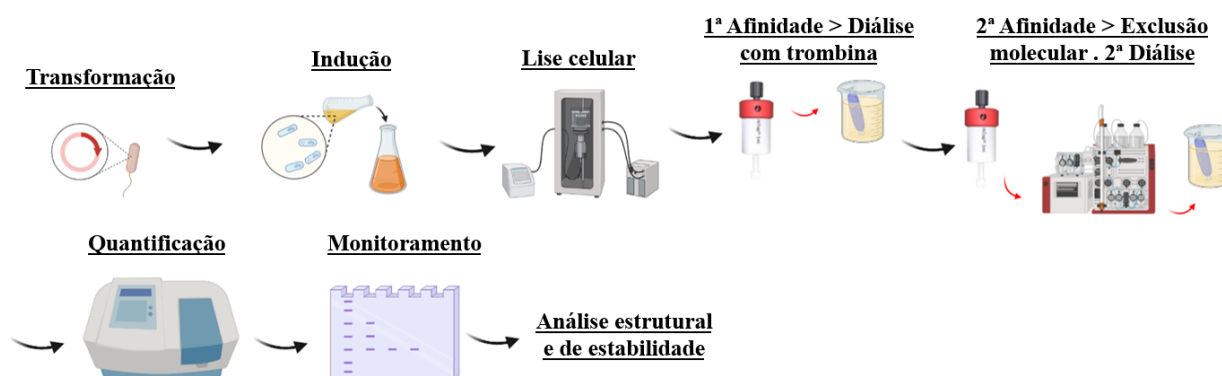 Transformação
Indução
Lise celular
1ª Afinidade > Diálise
com trombina
2ª Afinidade > Exclusão
molecular . 2ª Diálise
Quantificação
Monitoramento
Análise estrutural
e de estabilidade